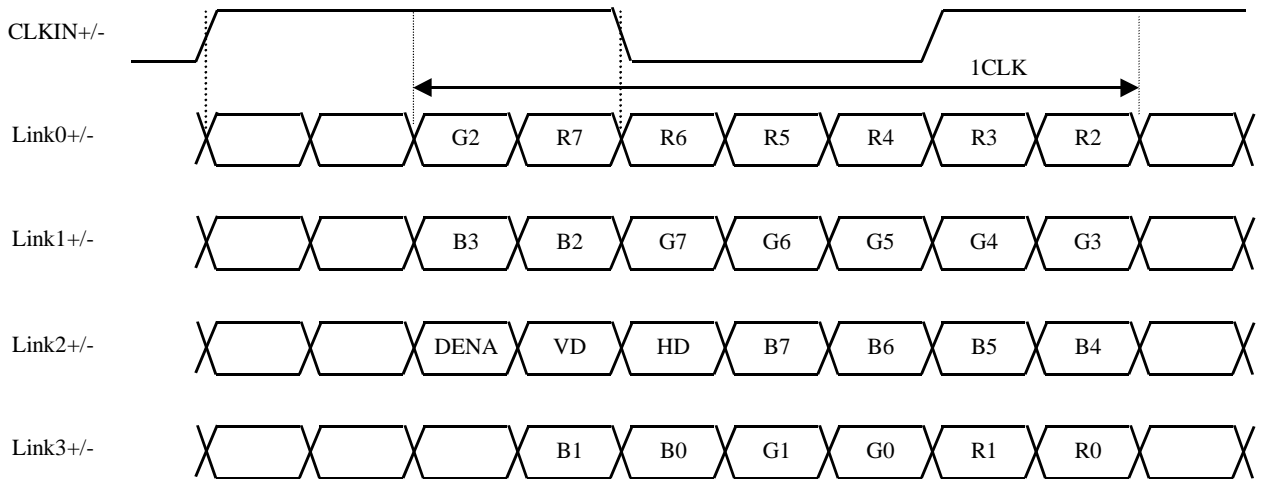 CLKIN+/-
1CLK
Link0+/- G2 R7 R6 R5 R4 R3 R2
Link1+/- B3 B2 G7 G6 G5 G4 G3
Link2+/- DENA VD HD B7 B6 B5 B4
Link3+/- B1 B0 G1 G0 R1 R0